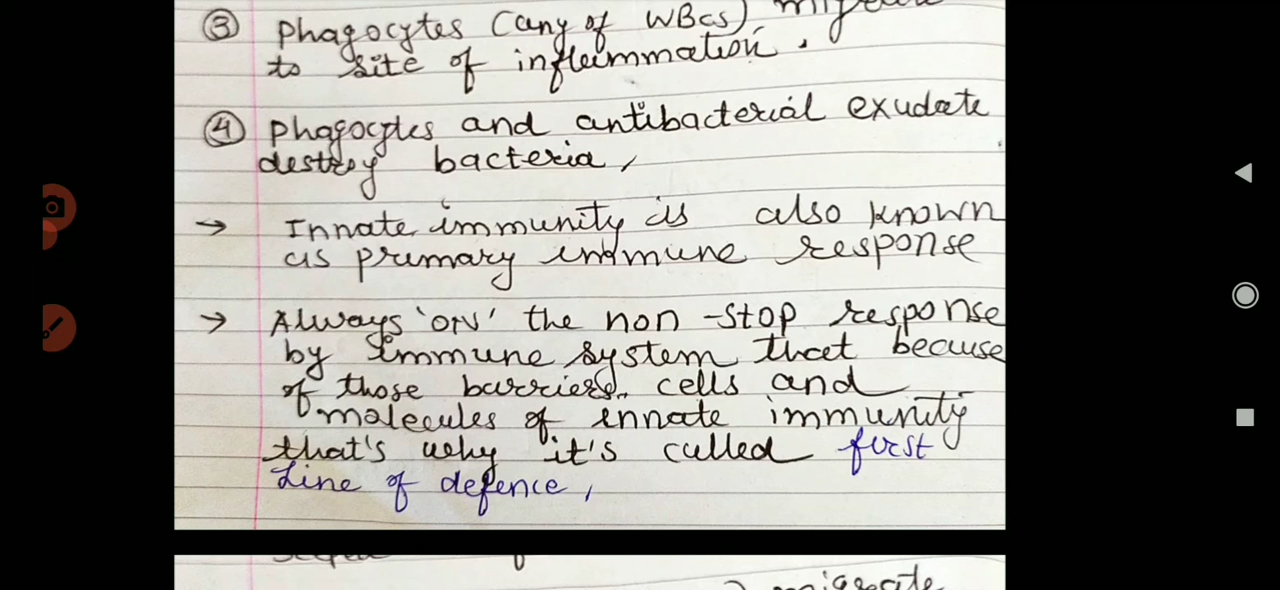 ③ Phagocytes (any of WBCs)
to site of inflammation.
④ Phagocytes and antibacterial exudate
destroy bacteria,
→ Innate immunity is also known
as primary immune response
→ Always 'ON' the non-stop response
by immune system that because
of those barriers, cells and
molecules of innate immunity
that's why it's called first
Line of defence,
migrate